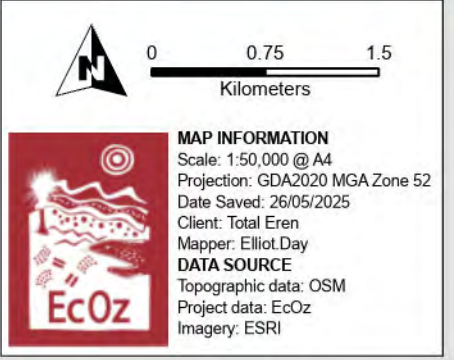 N
0 0.75 1.5
Kilometers
MAP INFORMATION
Scale: 1:50,000 @ A4
Projection: GDA2020 MGA Zone 52
Date Saved: 26/05/2025
Client: Total Eren
Mapper: Elliot.Day
DATA SOURCE
Topographic data: OSM
Project data: EcOz
Imagery: ESRI
EcOz